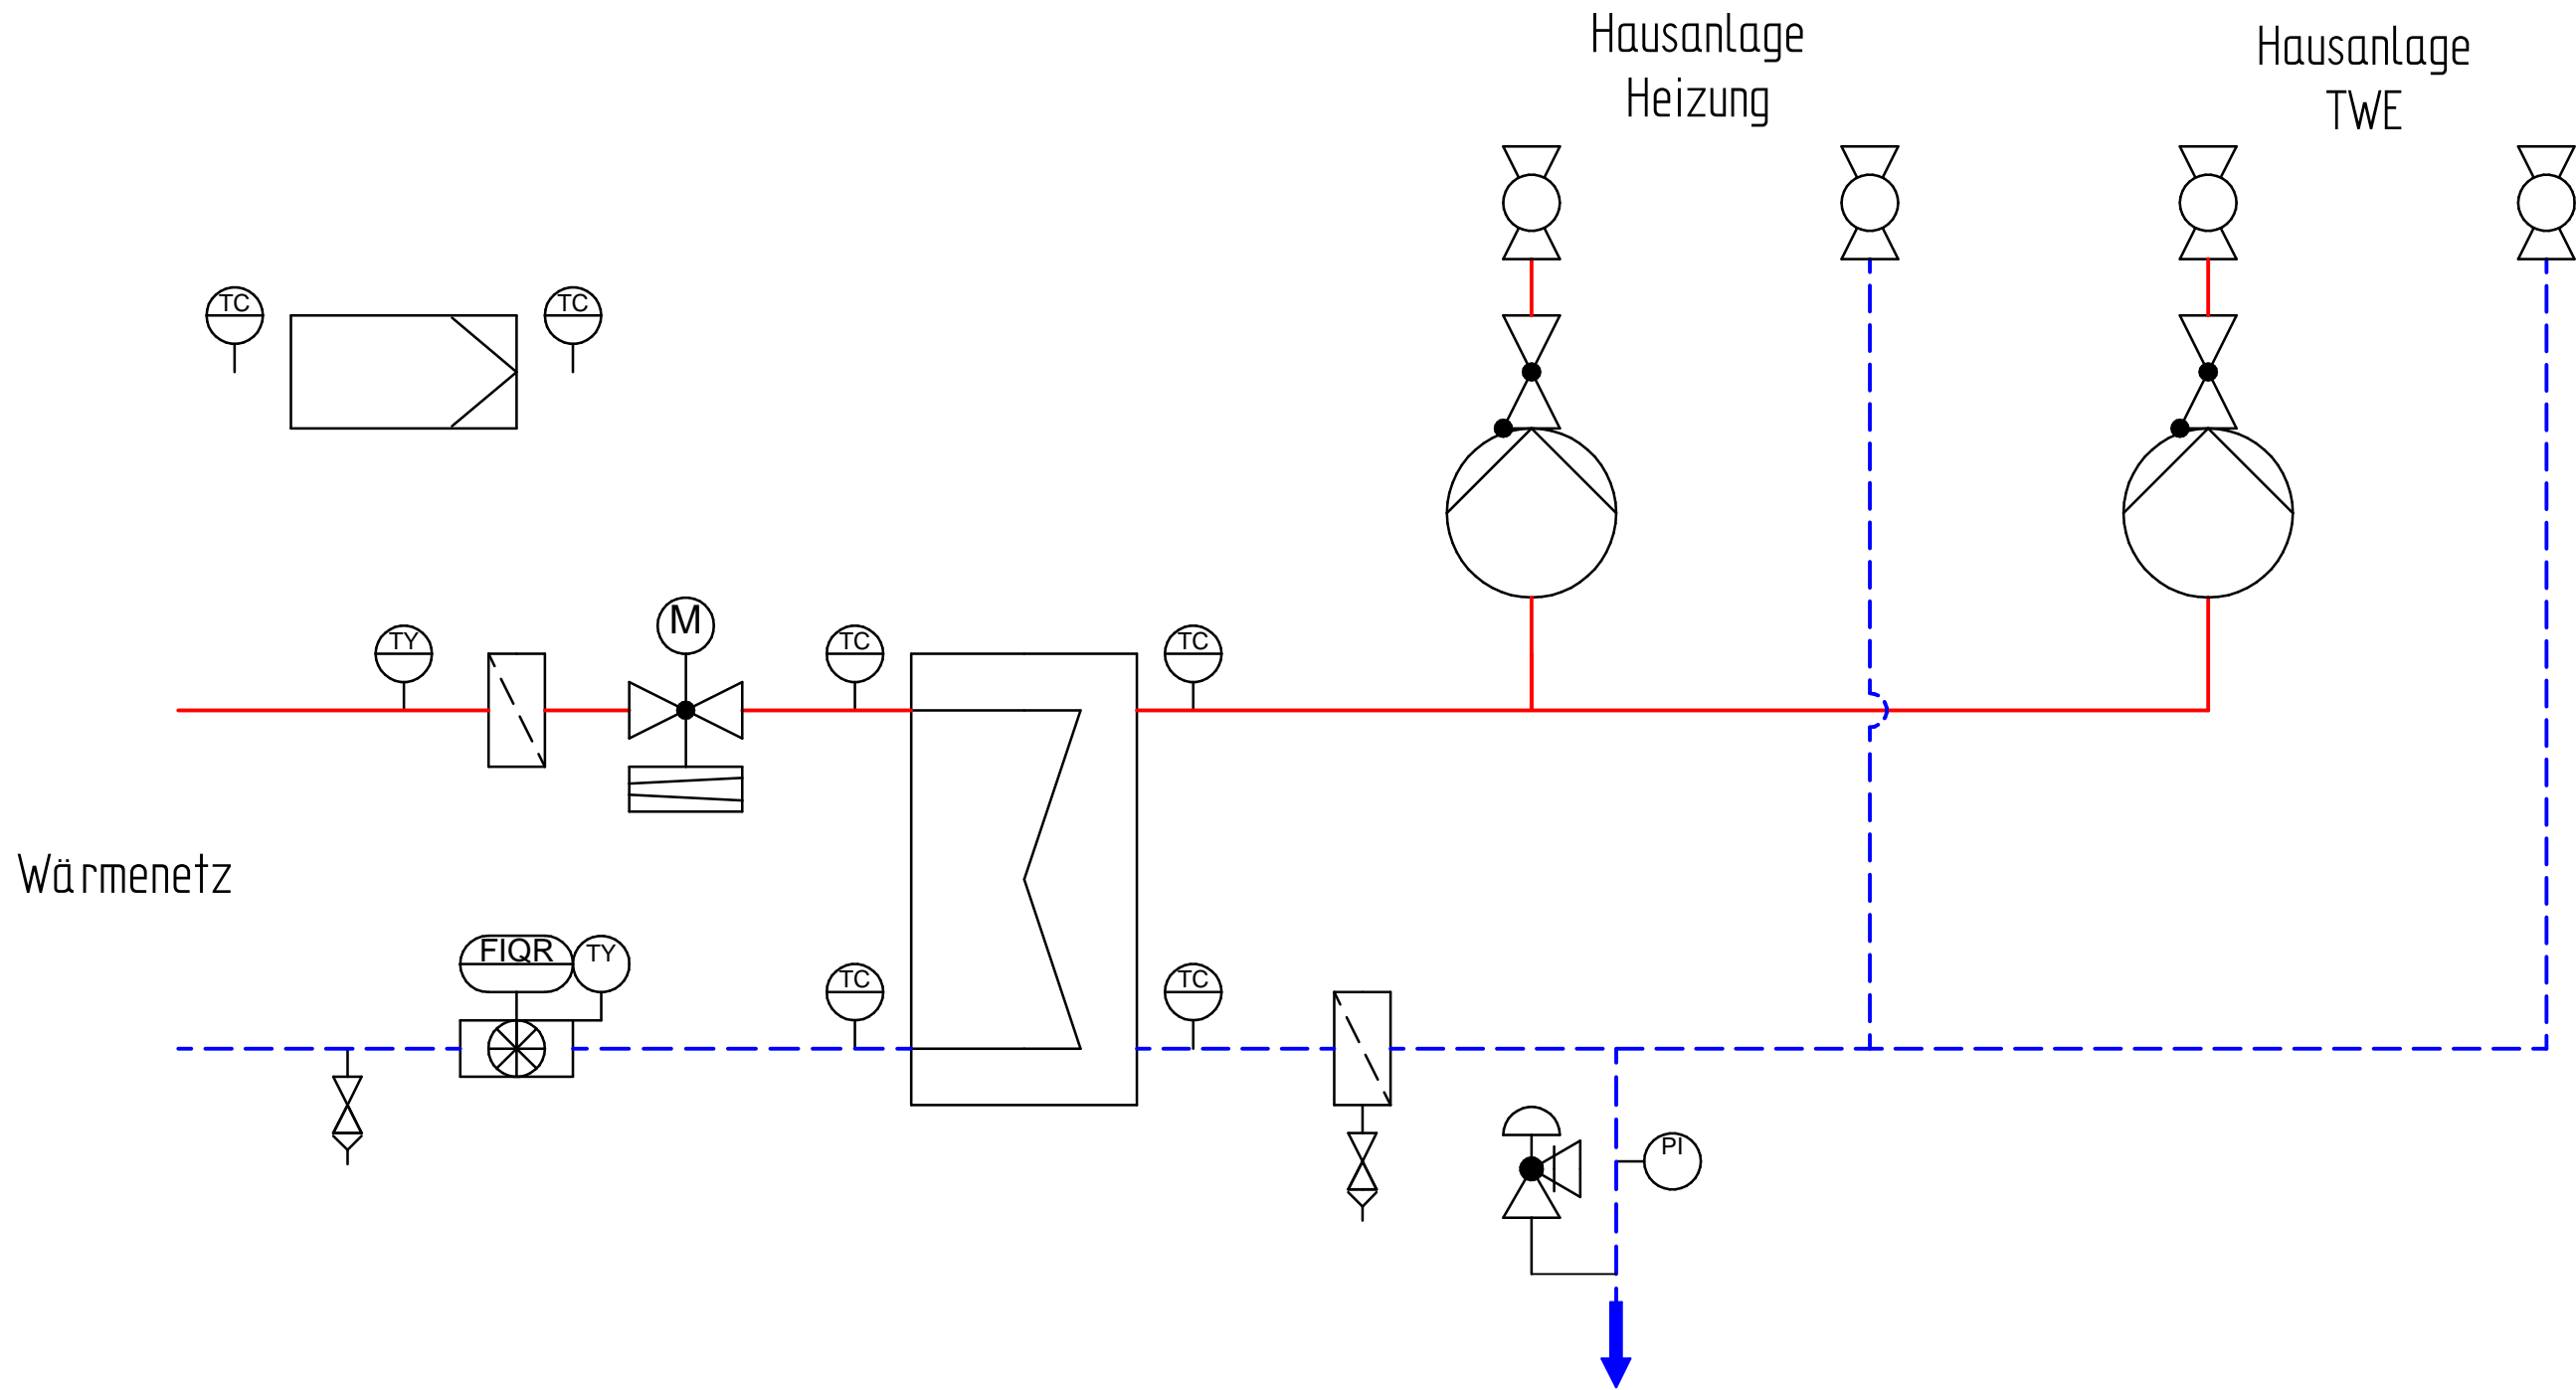 Hausanlage
Heizung
Hausanlage
TWE
TC
TC
M
TY
TC
TC
Wärmenetz
FIQR
TY
TC
TC
PI